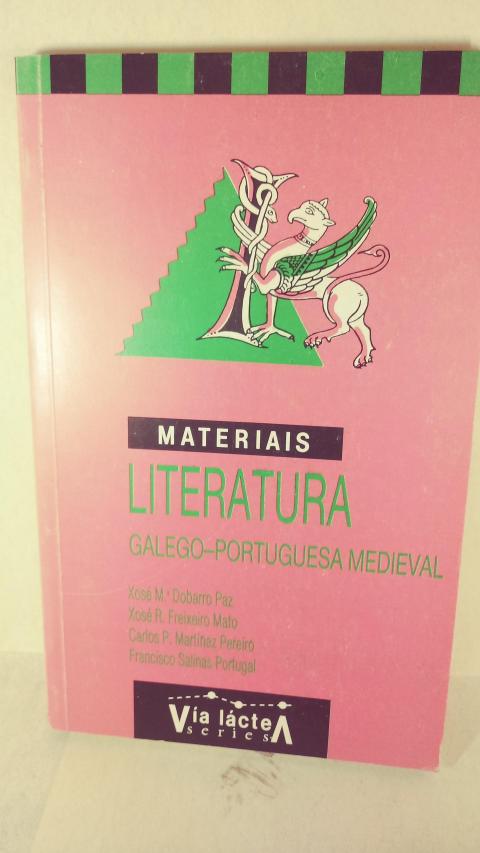 MATERIAIS
LITERATURA
GALEGO-PORTUGUESA MEDIEVAL
Xosé M.ª Dobarro Paz
Xosé R. Freixeiro Mato
Carlos P. Martínez Pereiro
Francisco Salinas Portugal
Vía lácteA
series